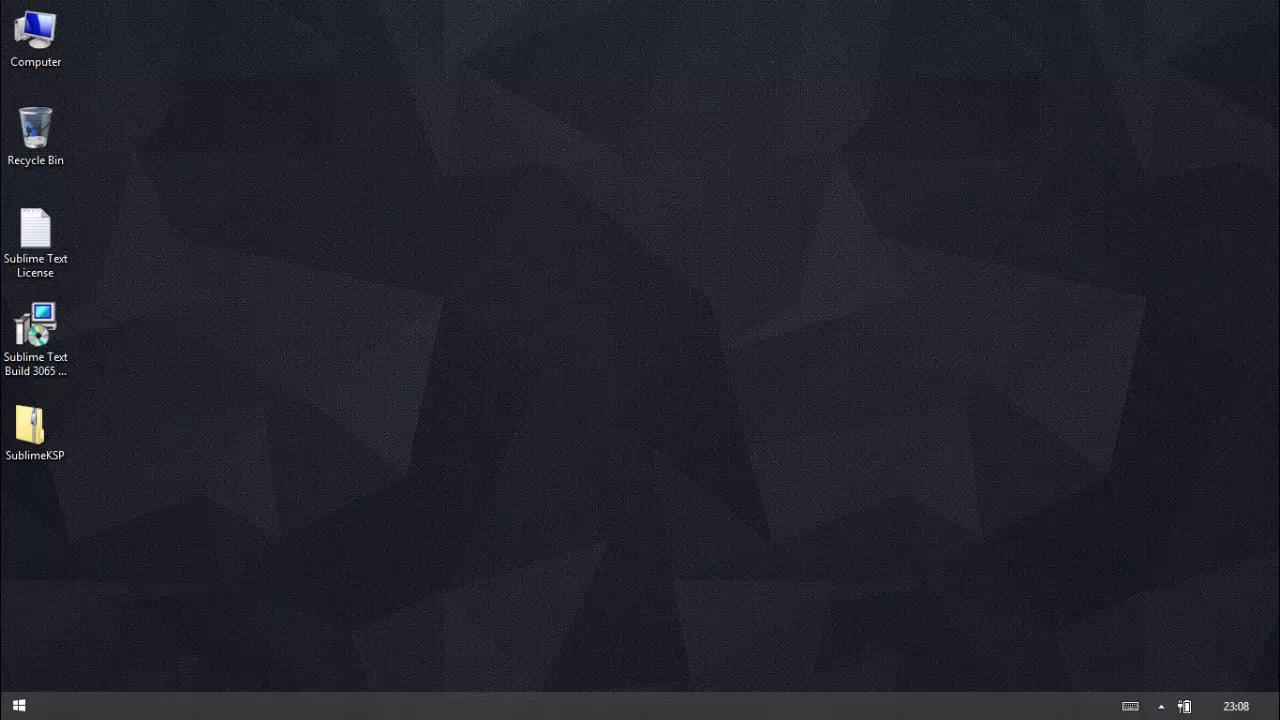 Computer
Recycle Bin
Sublime Text
License
Sublime Text
Build 3065 ...
SublimeKSP
23:08